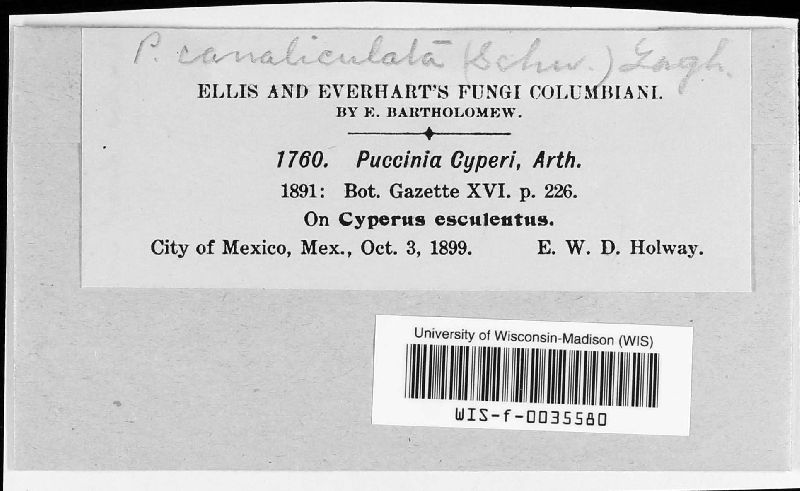 P. canaliculata (Schw.) Lagh.
ELLIS AND EVERHART'S FUNGI COLUMBIANI.
BY E. BARTHOLOMEW.
1760. Puccinia Cyperi, Arth.
1891: Bot. Gazette XVI. p. 226.
On Cyperus esculentus.
City of Mexico, Mex., Oct. 3, 1899. E. W. D. Holway.
University of Wisconsin-Madison (WIS)
WIS-f-0035580